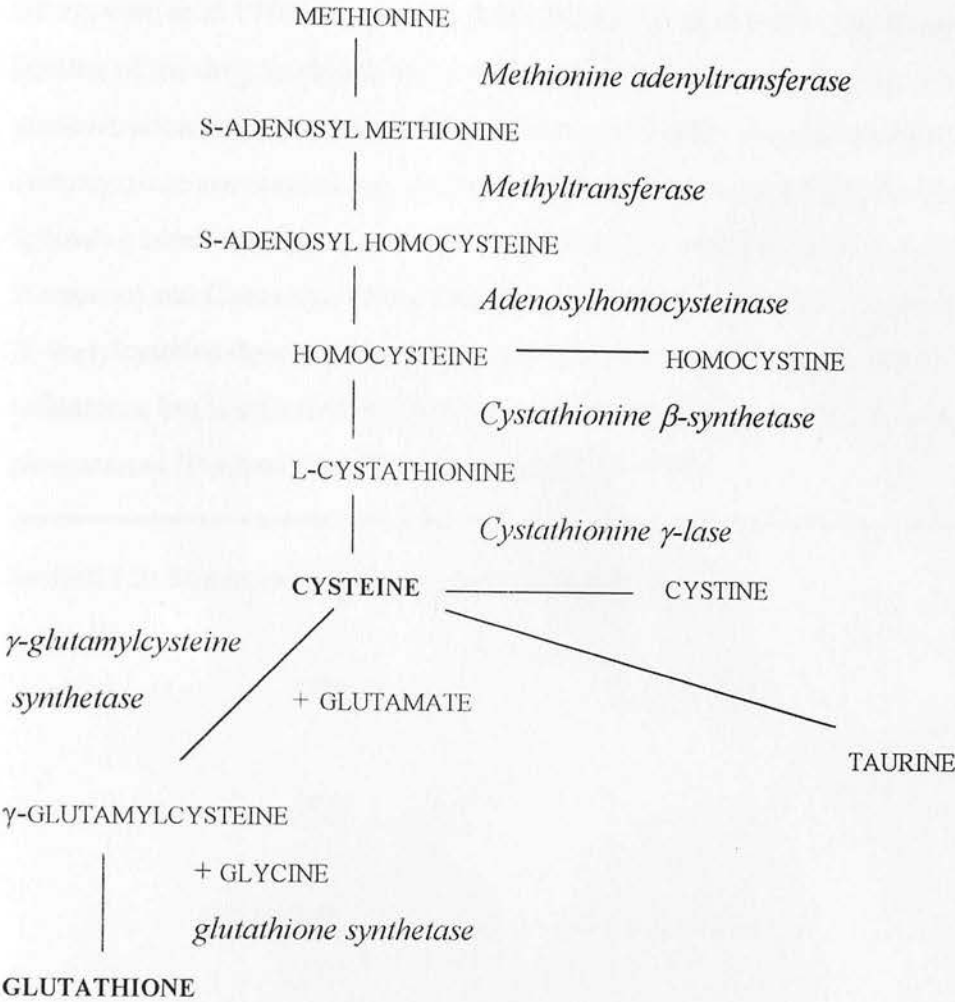 METHIONINE
Methionine adenyltransferase
S-ADENOSYL METHIONINE
Methyltransferase
S-ADENOSYL HOMOCYSTEINE
Adenosylhomocysteinase
HOMOCYSTEINE HOMOCYSTINE
Cystathionine β-synthetase
L-CYSTATHIONINE
Cystathionine γ-lase
CYSTEINE CYSTINE
γ-glutamylcysteine
synthetase + GLUTAMATE
TAURINE
γ-GLUTAMYLCYSTEINE
+ GLYCINE
glutathione synthetase
GLUTATHIONE